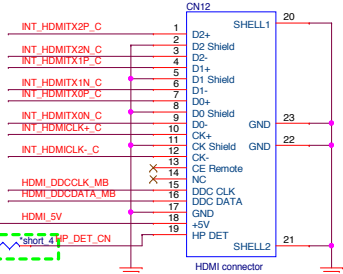 CN12
INT_HDMITX2P_C 1 D2+ SHELL1 20
2 D2 Shield
INT_HDMITX2N_C 3 D2-
INT_HDMITX1P_C 4 D1+
5 D1 Shield
INT_HDMITX1N_C 6 D1-
INT_HDMITX0P_C 7 D0+
8 D0 Shield
INT_HDMITX0N_C 9 D0- GND 23
INT_HDMICLK+_C 10 CK+
11 CK Shield GND 22
INT_HDMICLK-_C 12 CK-
13 CE Remote
14 NC
HDMI_DDCCLK_MB 15 DDC CLK
HDMI_DDCDATA_MB 16 DDC DATA
17 GND
HDMI_5V 18 +5V
*short_4 HP_DET_CN 19 HP DET
SHELL2 21
HDMI connector